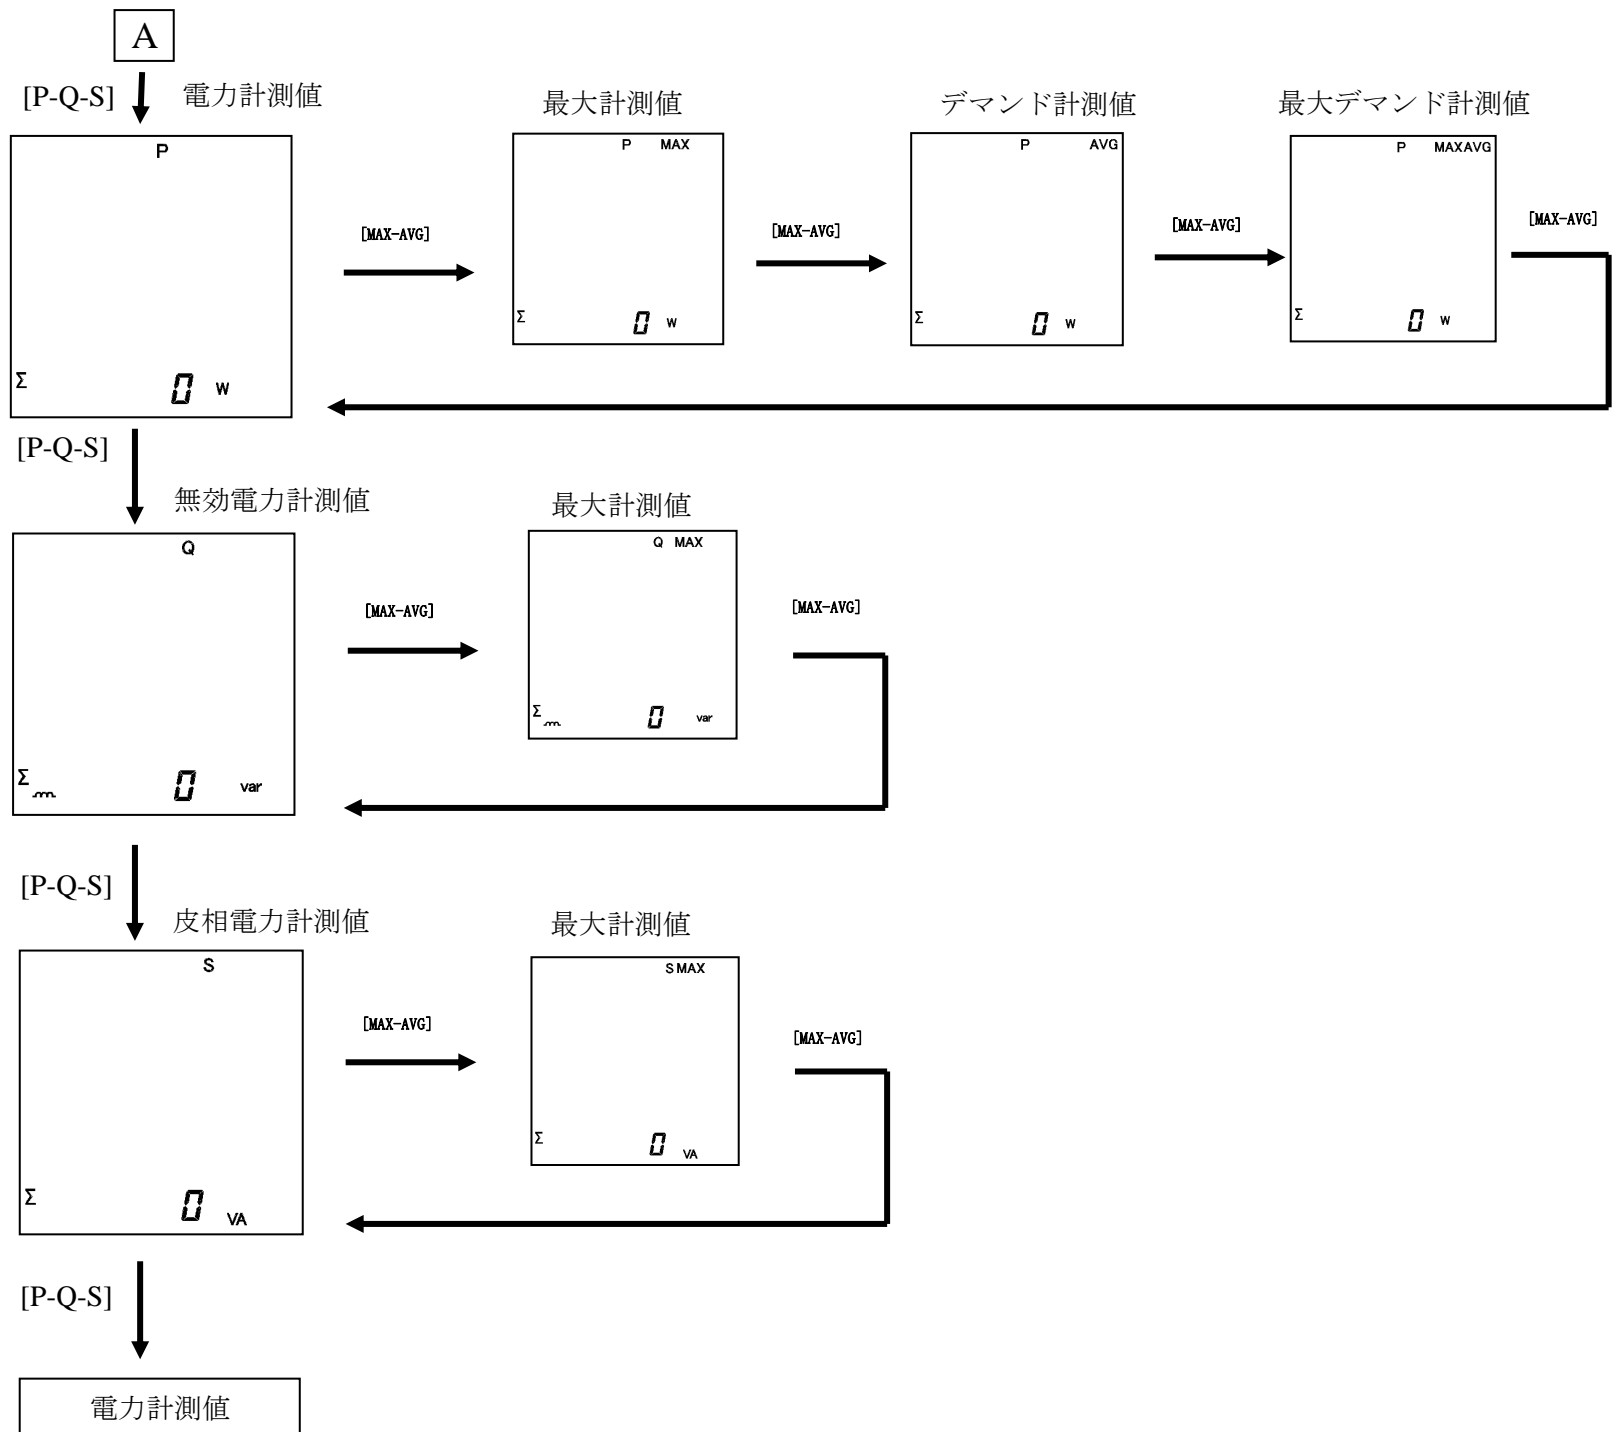 A
[P-Q-S]
電力計測値
最大計測値
デマンド計測値
最大デマンド計測値
P
P MAX
P AVG
P MAXAVG
[MAX-AVG]
[MAX-AVG]
[MAX-AVG]
[MAX-AVG]
Σ 0 W
Σ 0 W
Σ 0 W
Σ 0 W
[P-Q-S]
無効電力計測値
最大計測値
Q
Q MAX
[MAX-AVG]
[MAX-AVG]
Σ 0 var
Σ 0 var
[P-Q-S]
皮相電力計測値
最大計測値
S
S MAX
[MAX-AVG]
[MAX-AVG]
Σ 0 VA
Σ 0 VA
[P-Q-S]
電力計測値